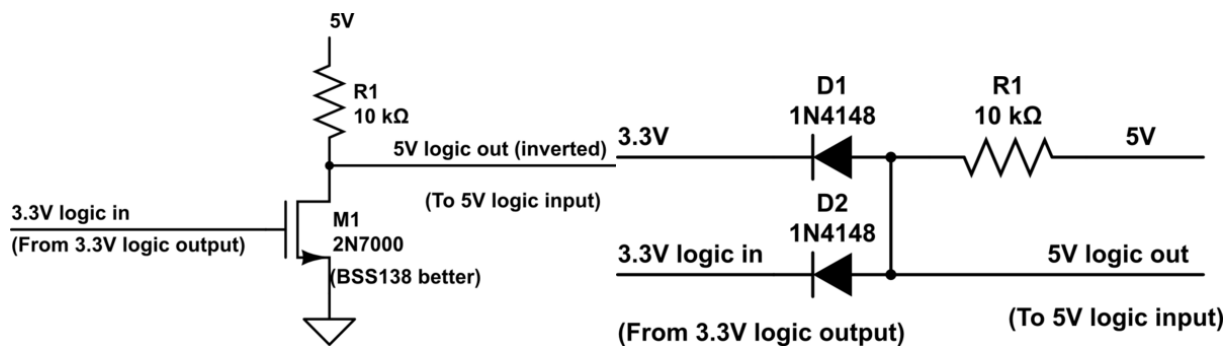 5V
R1
10 kΩ
5V logic out (inverted)
(To 5V logic input)
3.3V logic in
(From 3.3V logic output)
M1
2N7000
(BSS138 better)
D1
1N4148
R1
10 kΩ
3.3V
5V
D2
1N4148
3.3V logic in
5V logic out
(From 3.3V logic output)
(To 5V logic input)